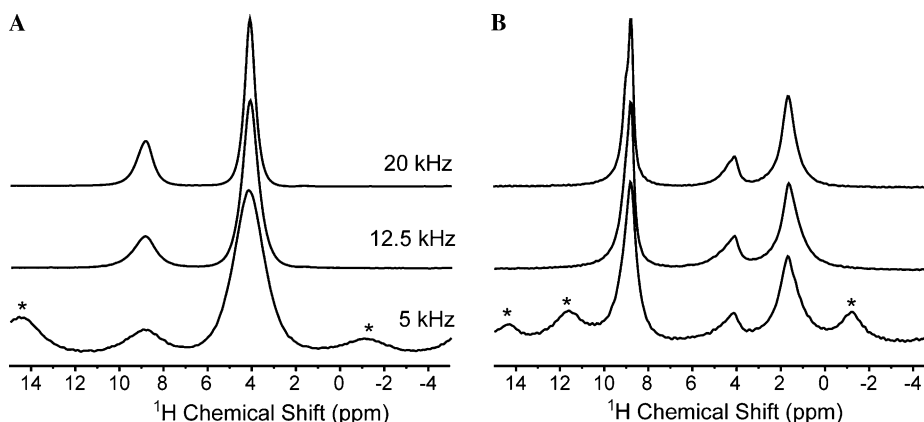 A B
20 kHz
12.5 kHz
* * 5 kHz * * *
14 12 10 8 6 4 2 0 -2 -4 14 12 10 8 6 4 2 0 -2 -4
¹H Chemical Shift (ppm) ¹H Chemical Shift (ppm)